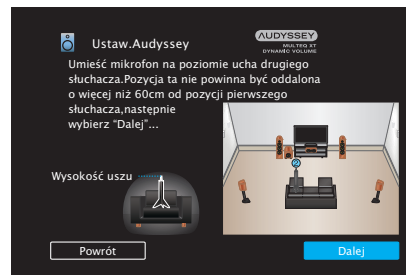 Ustaw.Audyssey
AUDYSSEY
MULTEQ XT
DYNAMIC VOLUME
Umieść mikrofon na poziomie ucha drugiego
słuchacza.Pozycja ta nie powinna być oddalona
o więcej niż 60cm od pozycji pierwszego
słuchacza,następnie
wybierz “Dalej”...
Wysokość uszu
2
Powrót
Dalej